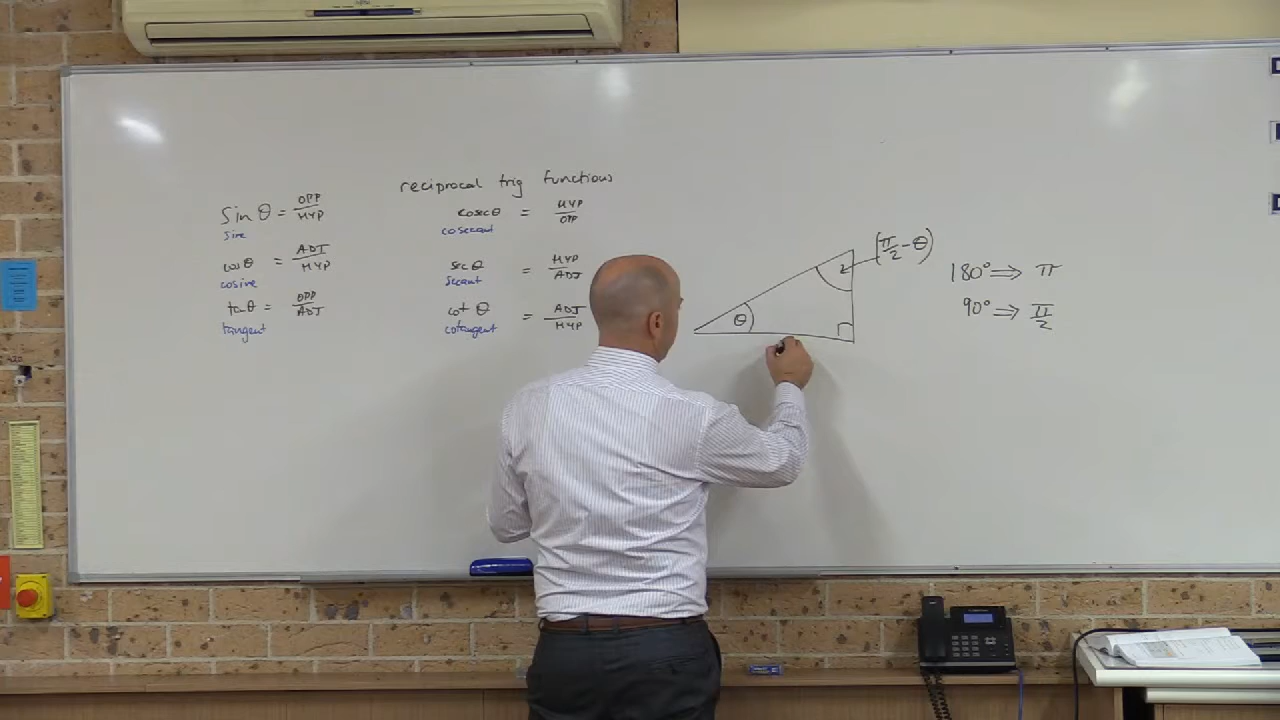 reciprocal trig functions
Sin θ = OPP/HYP
sine
cosec θ = HYP/OPP
cosecant
cos θ = ADJ/HYP
cosine
sec θ = HYP/ADJ
secant
tan θ = OPP/ADJ
tangent
cot θ = ADJ/HYP
cotangent
θ
(π/2 - θ)
180° ⇒ π
90° ⇒ π/2